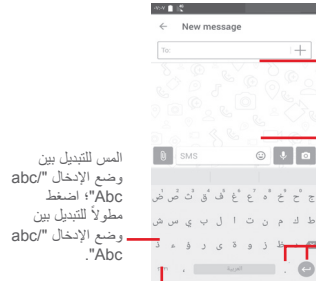 New message
To:
SMS
المس للتبديل بين
وضع الإدخال "abc/
Abc"؛ اضغط
مطولاً للتبديل بين
وضع الإدخال "abc/
Abc".
ض ص ث ق ف غ ع ه خ ح ج
ش س ي ب ل ا ت ن م ك ط
ذ ء ؤ ر ى ة و ز ظ د
العربية